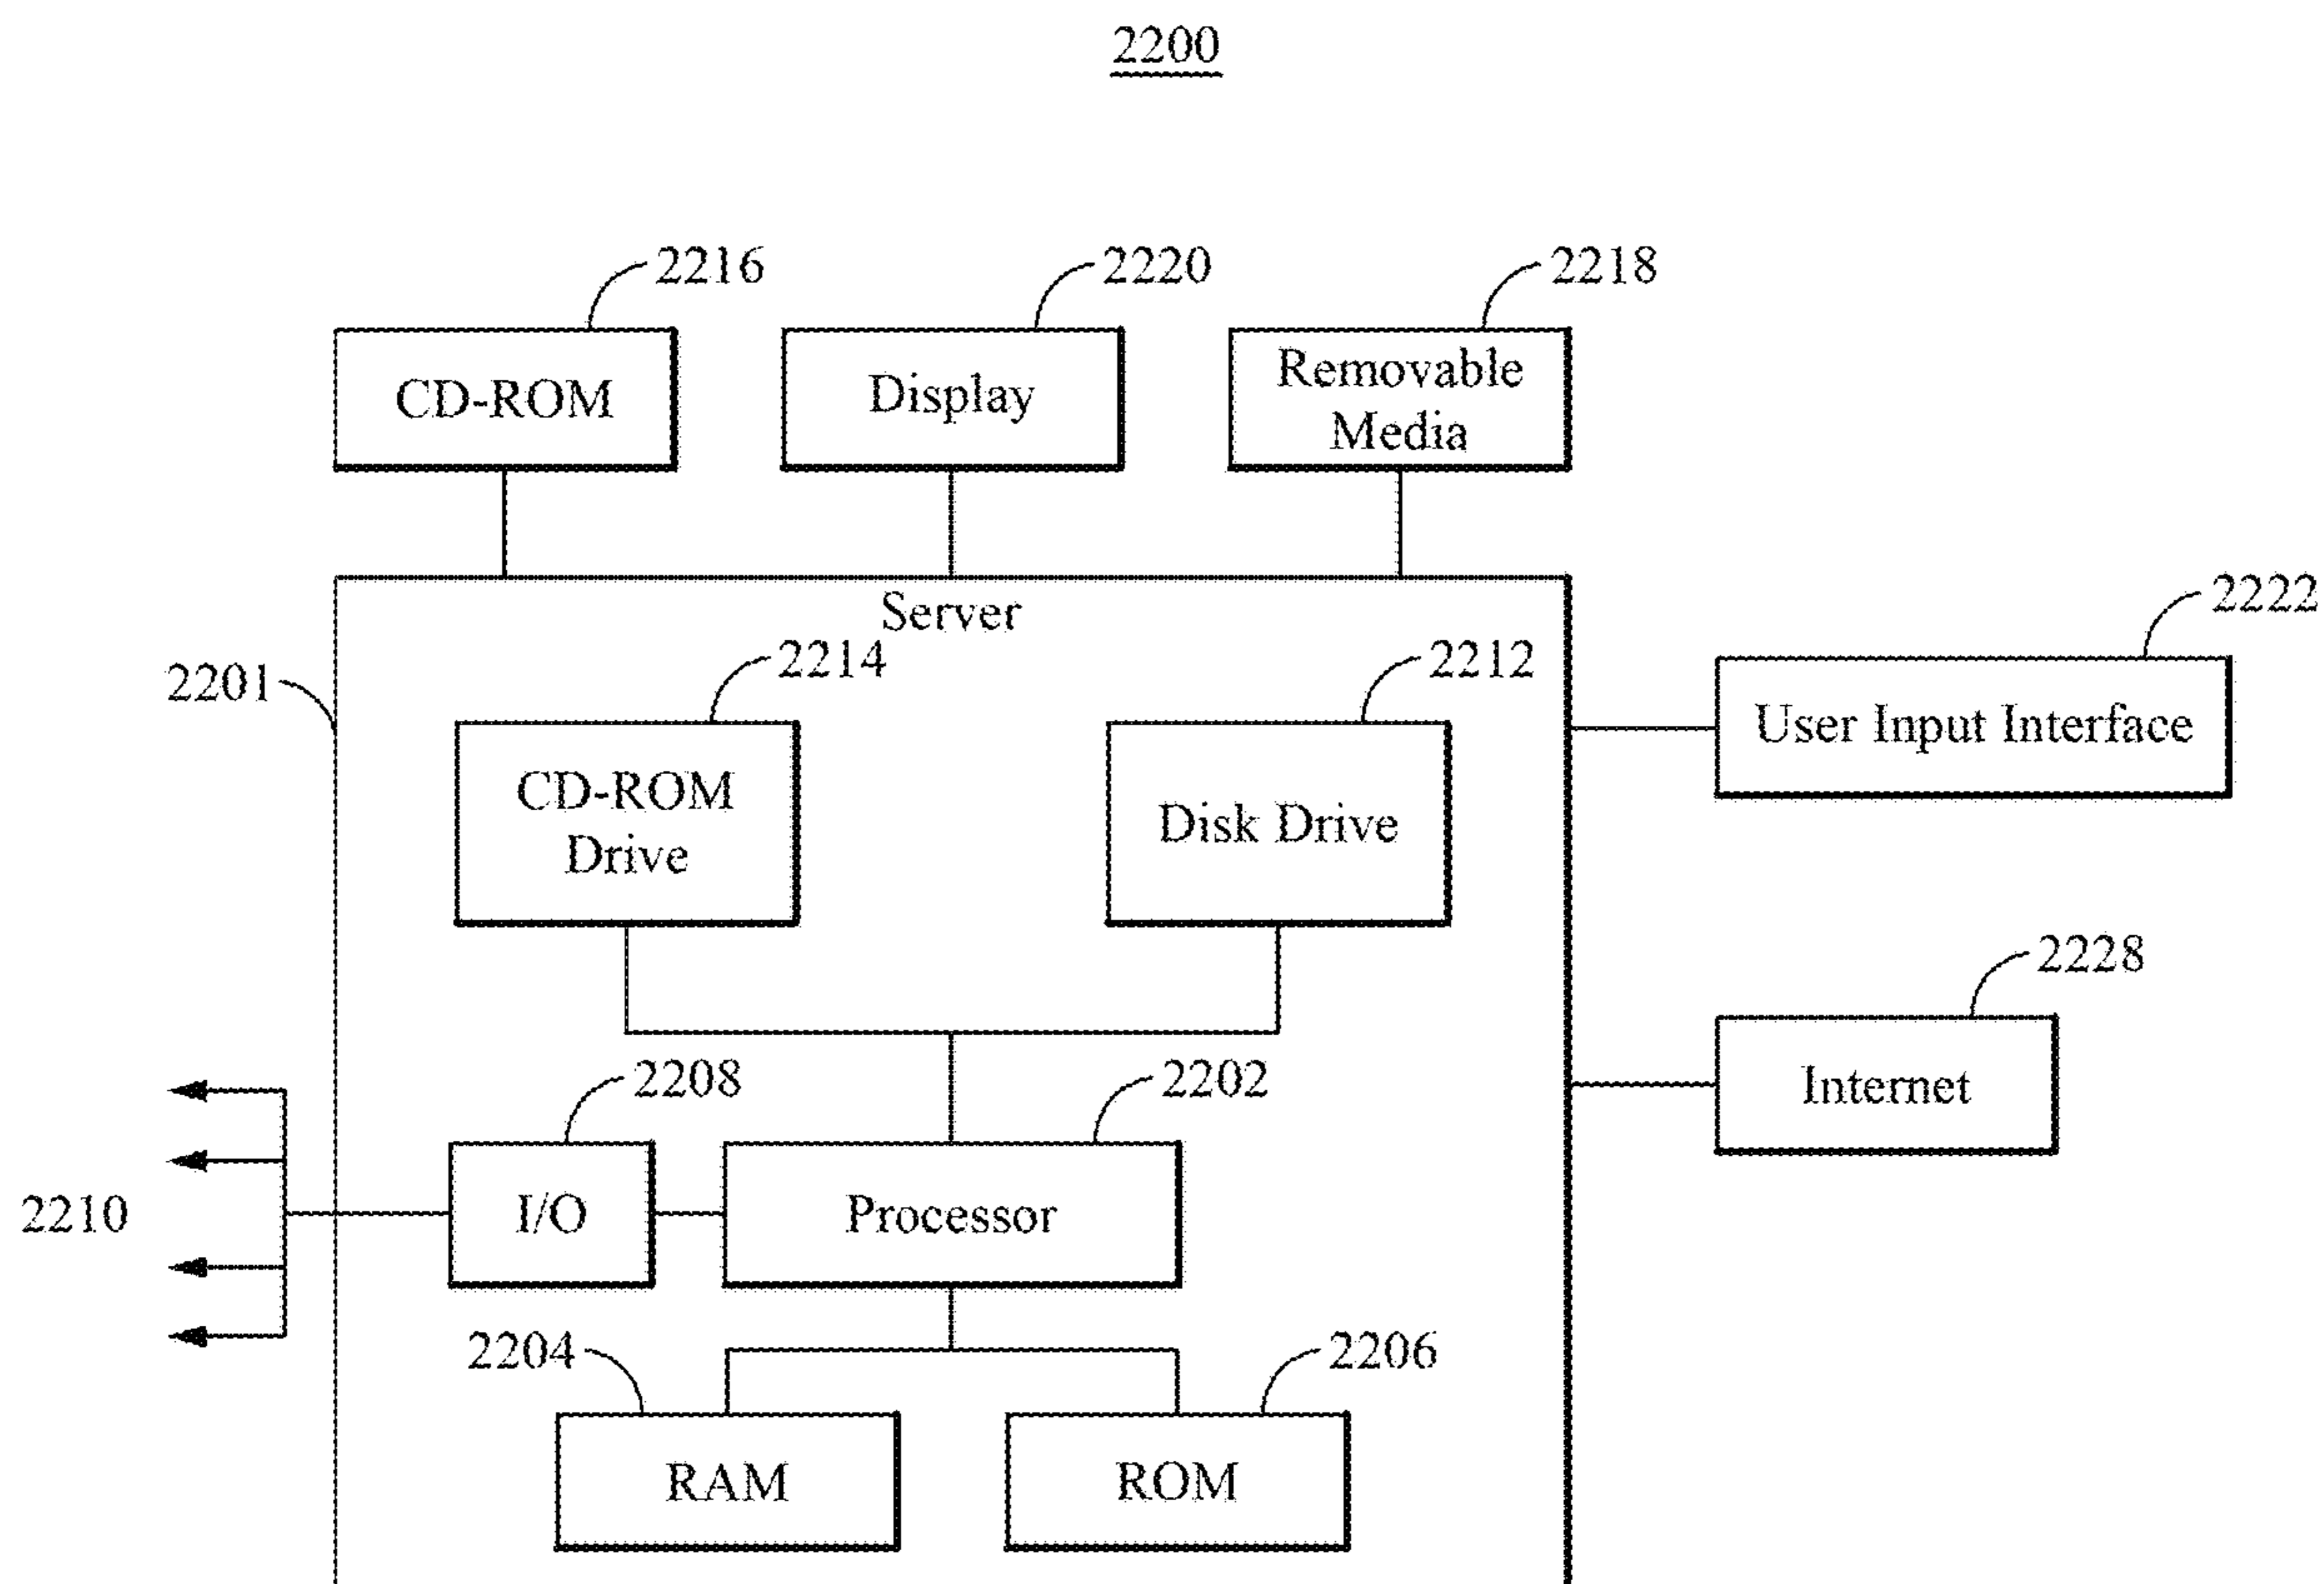 2200
2216
2220
2218
CD-ROM
Display
Removable
Media
Server
2222
2201
2214
2212
User Input Interface
CD-ROM
Drive
Disk Drive
2228
Internet
2208
2202
2210
I/O
Processor
2204
2206
RAM
ROM